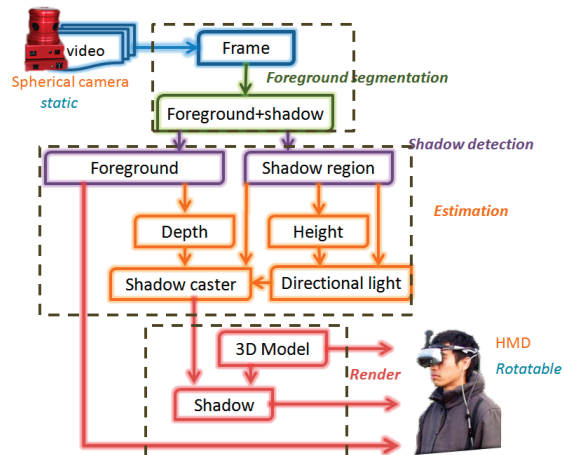 video
Frame
Spherical camera
static
Foreground segmentation
Foreground+shadow
Shadow detection
Foreground
Shadow region
Estimation
Depth
Height
Shadow caster
Directional light
3D Model
HMD
Render
Rotatable
Shadow